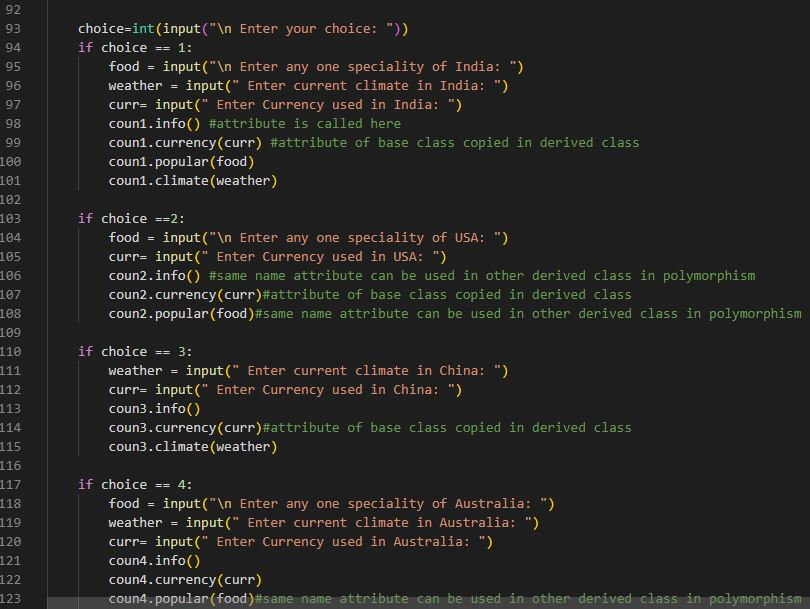 92
93 choice=int(input("\n Enter your choice: "))
94 if choice == 1:
95 food = input("\n Enter any one speciality of India: ")
96 weather = input(" Enter current climate in India: ")
97 curr= input(" Enter Currency used in India: ")
98 coun1.info() #attribute is called here
99 coun1.currency(curr) #attribute of base class copied in derived class
100 coun1.popular(food)
101 coun1.climate(weather)
102
103 if choice ==2:
104 food = input("\n Enter any one speciality of USA: ")
105 curr= input(" Enter Currency used in USA: ")
106 coun2.info() #same name attribute can be used in other derived class in polymorphism
107 coun2.currency(curr)#attribute of base class copied in derived class
108 coun2.popular(food)#same name attribute can be used in other derived class in polymorphism
109
110 if choice == 3:
111 weather = input(" Enter current climate in China: ")
112 curr= input(" Enter Currency used in China: ")
113 coun3.info()
114 coun3.currency(curr)#attribute of base class copied in derived class
115 coun3.climate(weather)
116
117 if choice == 4:
118 food = input("\n Enter any one speciality of Australia: ")
119 weather = input(" Enter current climate in Australia: ")
120 curr= input(" Enter Currency used in Australia: ")
121 coun4.info()
122 coun4.currency(curr)
123 coun4.popular(food)#same name attribute can be used in other derived class in polymorphism